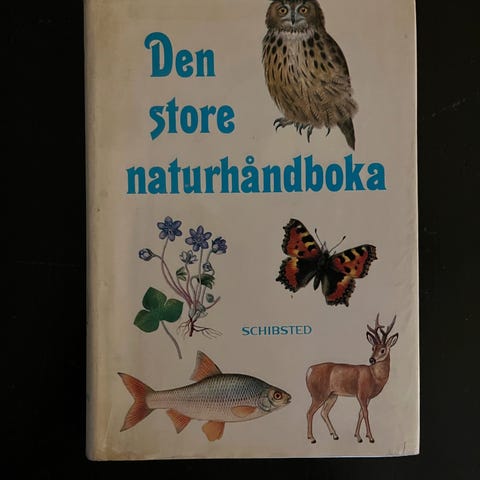 Den
store
naturhåndboka
SCHIBSTED